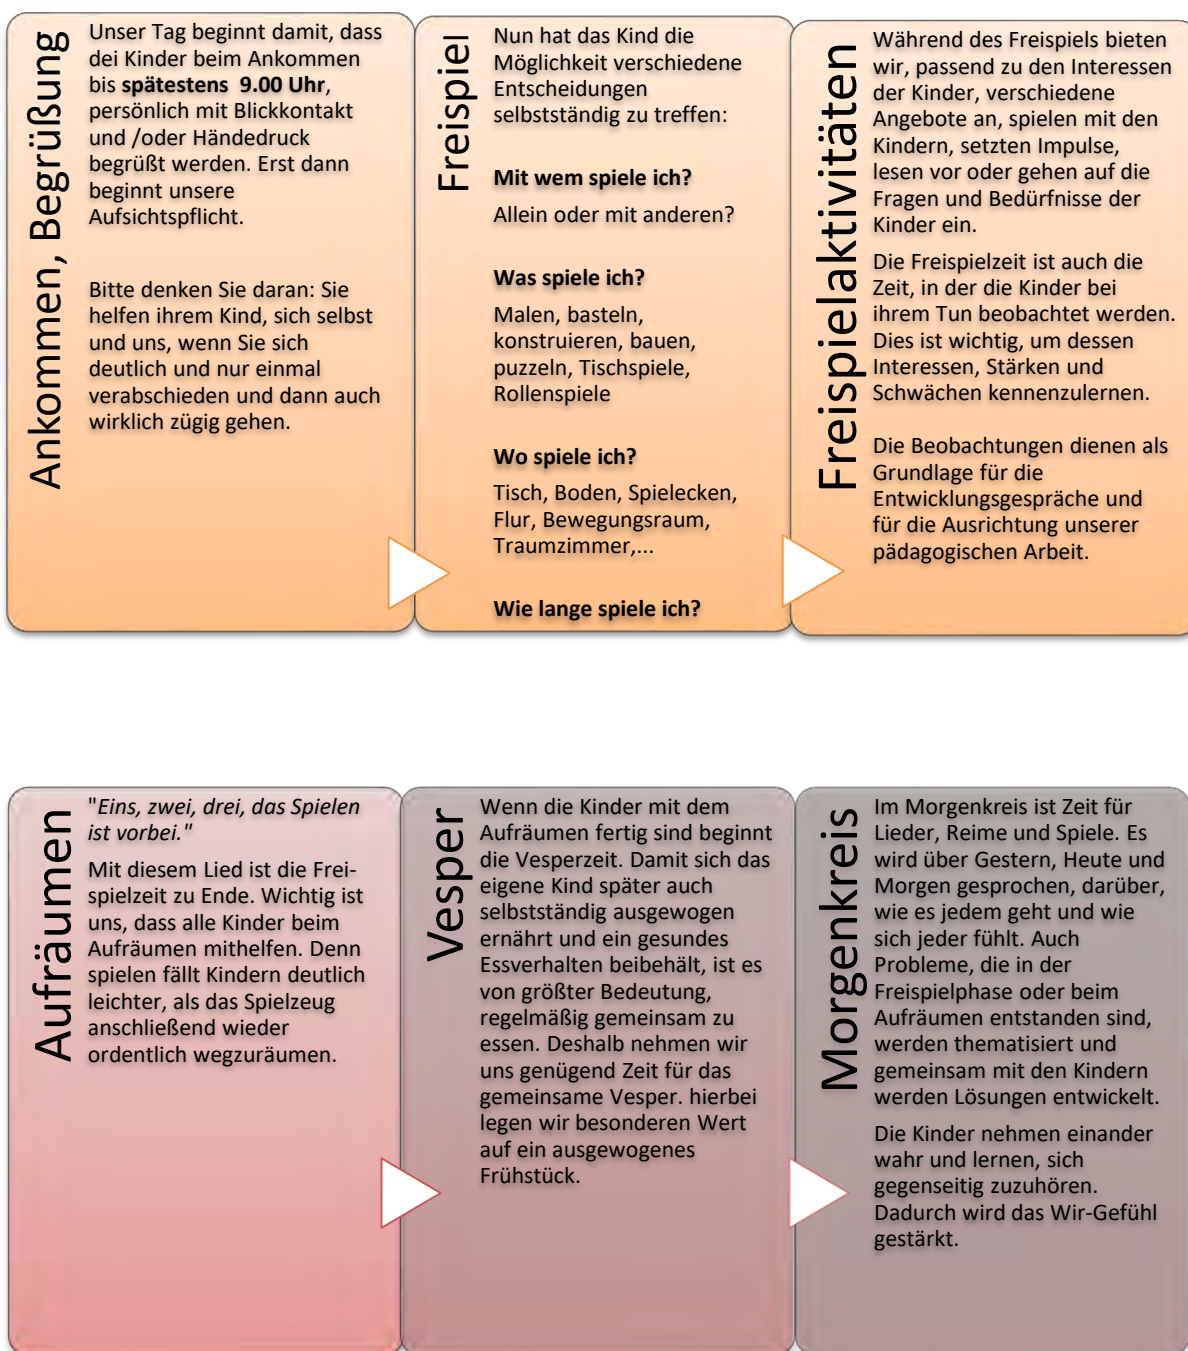 Ankommen, Begrüßung
Unser Tag beginnt damit, dass
dei Kinder beim Ankommen
bis spätestens 9.00 Uhr,
persönlich mit Blickkontakt
und /oder Händedruck
begrüßt werden. Erst dann
beginnt unsere
Aufsichtspflicht.
Bitte denken Sie daran: Sie
helfen ihrem Kind, sich selbst
und uns, wenn Sie sich
deutlich und nur einmal
verabschieden und dann auch
wirklich zügig gehen.
Freispiel
Nun hat das Kind die
Möglichkeit verschiedene
Entscheidungen
selbstständig zu treffen:
Mit wem spiele ich?
Allein oder mit anderen?
Was spiele ich?
Malen, basteln,
konstruieren, bauen,
puzzeln, Tischspiele,
Rollenspiele
Wo spiele ich?
Tisch, Boden, Spielecken,
Flur, Bewegungsraum,
Traumzimmer,...
Wie lange spiele ich?
Freispielaktivitäten
Während des Freispiels bieten
wir, passend zu den Interessen
der Kinder, verschiedene
Angebote an, spielen mit den
Kindern, setzten Impulse,
lesen vor oder gehen auf die
Fragen und Bedürfnisse der
Kinder ein.
Die Freispielzeit ist auch die
Zeit, in der die Kinder bei
ihrem Tun beobachtet werden.
Dies ist wichtig, um dessen
Interessen, Stärken und
Schwächen kennenzulernen.
Die Beobachtungen dienen als
Grundlage für die
Entwicklungsgespräche und
für die Ausrichtung unserer
pädagogischen Arbeit.
Aufräumen
"Eins, zwei, drei, das Spielen
ist vorbei."
Mit diesem Lied ist die Frei-
spielzeit zu Ende. Wichtig ist
uns, dass alle Kinder beim
Aufräumen mithelfen. Denn
spielen fällt Kindern deutlich
leichter, als das Spielzeug
anschließend wieder
ordentlich wegzuräumen.
Vesper
Wenn die Kinder mit dem
Aufräumen fertig sind beginnt
die Vesperzeit. Damit sich das
eigene Kind später auch
selbstständig ausgewogen
ernährt und ein gesundes
Essverhalten beibehält, ist es
von größter Bedeutung,
regelmäßig gemeinsam zu
essen. Deshalb nehmen wir
uns genügend Zeit für das
gemeinsame Vesper. hierbei
legen wir besonderen Wert
auf ein ausgewogenes
Frühstück.
Morgenkreis
Im Morgenkreis ist Zeit für
Lieder, Reime und Spiele. Es
wird über Gestern, Heute und
Morgen gesprochen, darüber,
wie es jedem geht und wie
sich jeder fühlt. Auch
Probleme, die in der
Freispielphase oder beim
Aufräumen entstanden sind,
werden thematisiert und
gemeinsam mit den Kindern
werden Lösungen entwickelt.
Die Kinder nehmen einander
wahr und lernen, sich
gegenseitig zuzuhören.
Dadurch wird das Wir-Gefühl
gestärkt.